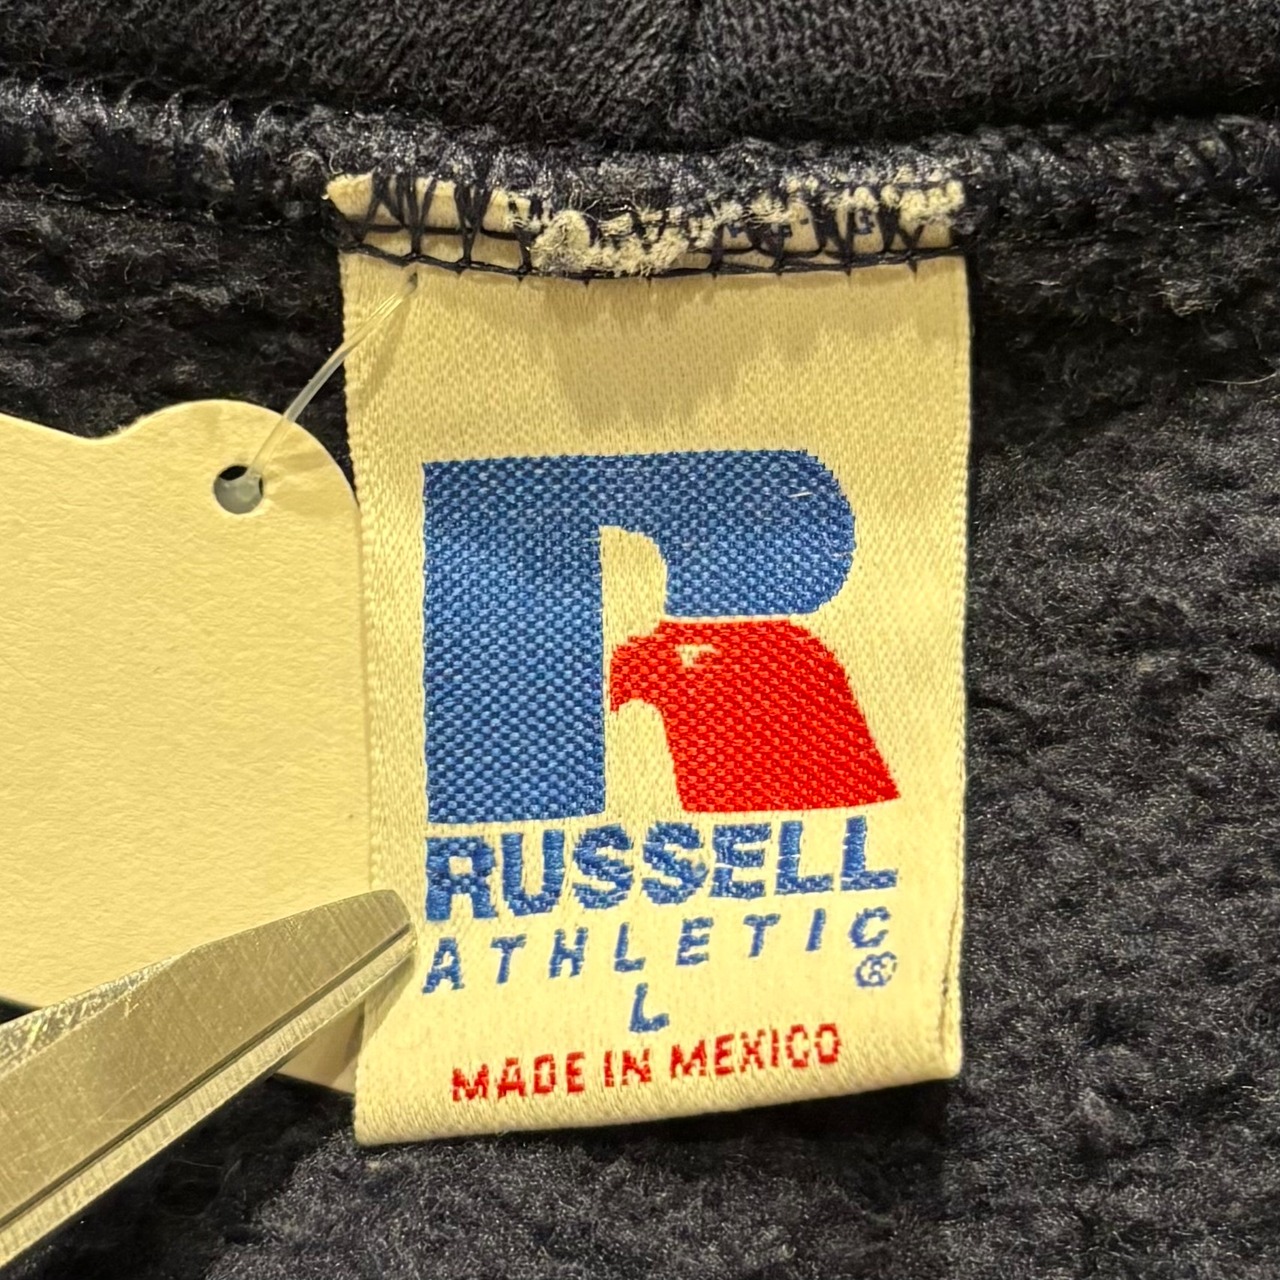 RUSSELL
ATHLETIC
®
L
MADE IN MEXICO